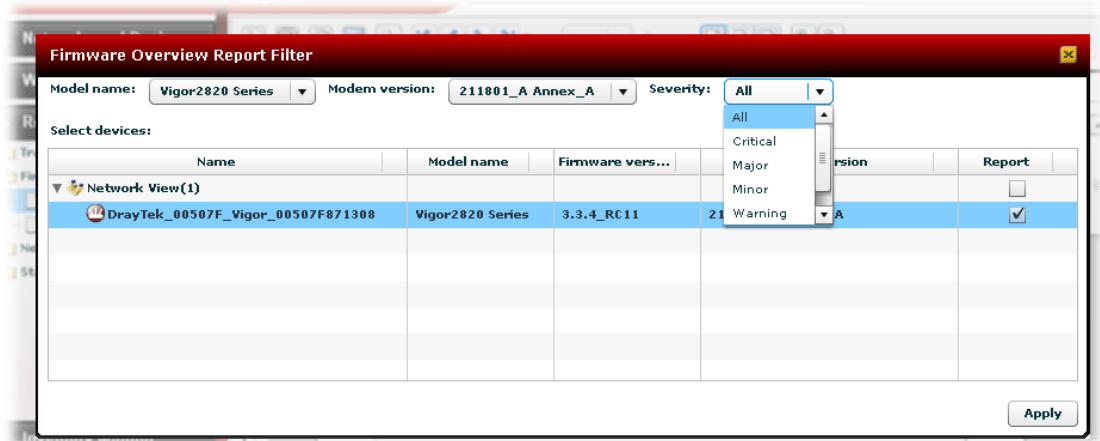 Firmware Overview Report Filter
Model name: Vigor2820 Series Modem version: 211801_A Annex_A Severity: All
All
Critical
Major
Minor
Warning
Select devices:
Name Model name Firmware vers... rsion Report
Network View(1)
DrayTek_00507F_Vigor_00507F871308 Vigor2820 Series 3.3.4_RC11 21 A
Apply